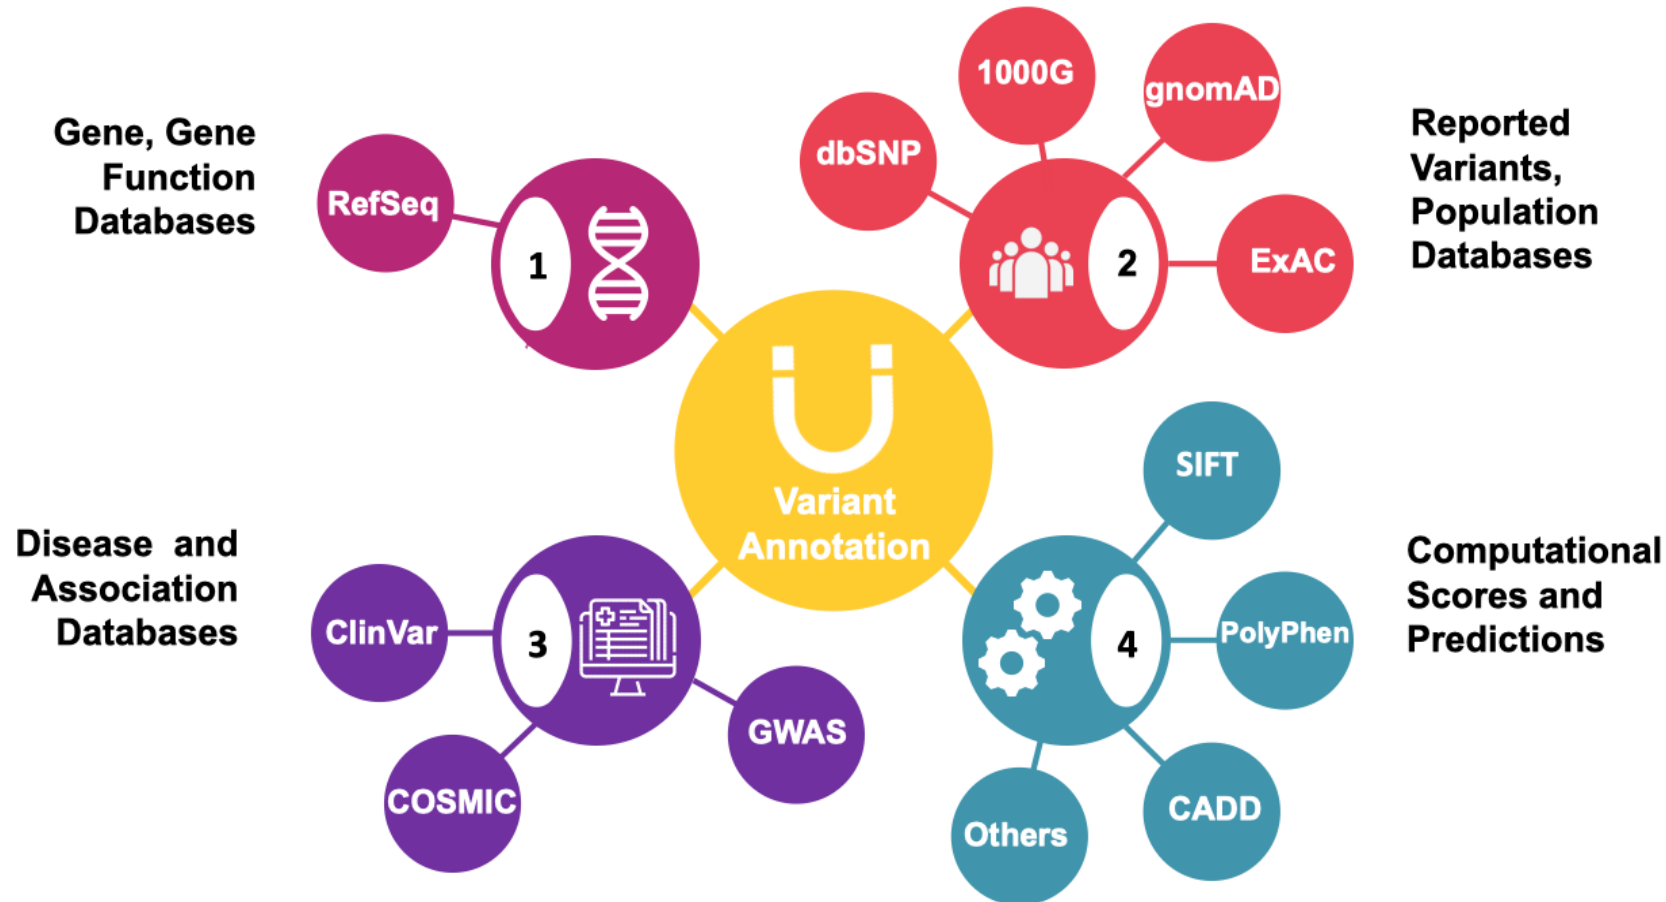 Gene, Gene
Function
Databases
RefSeq
1
dbSNP
1000G
gnomAD
ExAC
2
Reported
Variants,
Population
Databases
Variant
Annotation
Disease and
Association
Databases
ClinVar
COSMIC
GWAS
3
SIFT
PolyPhen
CADD
Others
4
Computational
Scores and
Predictions